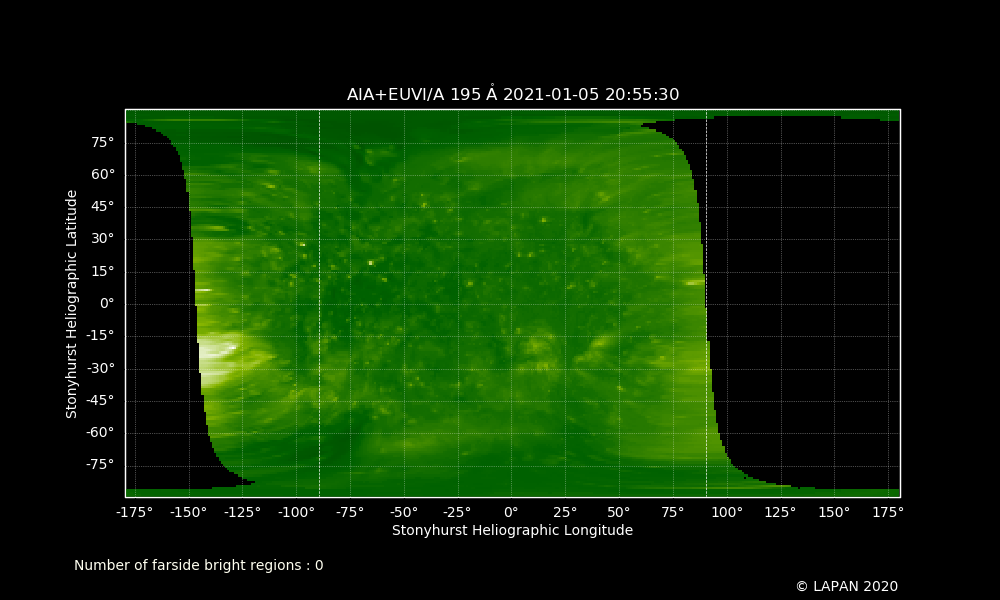 AIA+EUVI/A 195 Å 2021-01-05 20:55:30
75°
60°
45°
30°
15°
0°
-15°
-30°
-45°
-60°
-75°
Stonyhurst Heliographic Latitude
-175° -150° -125° -100° -75° -50° -25° 0° 25° 50° 75° 100° 125° 150° 175°
Stonyhurst Heliographic Longitude
Number of farside bright regions : 0
© LAPAN 2020